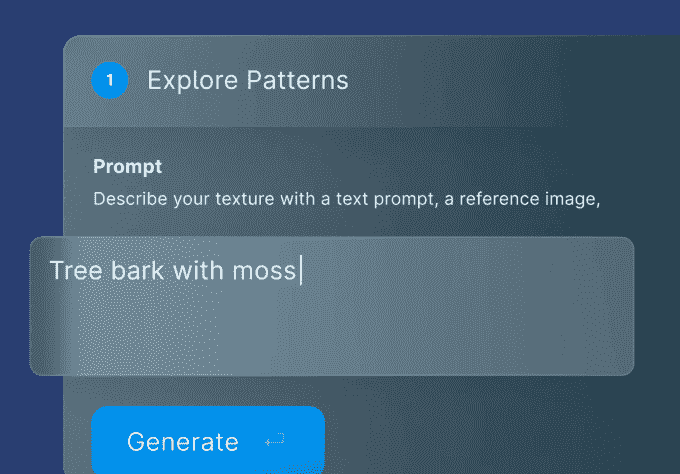 1 Explore Patterns
Prompt
Describe your texture with a text prompt, a reference image,
Tree bark with moss
Generate